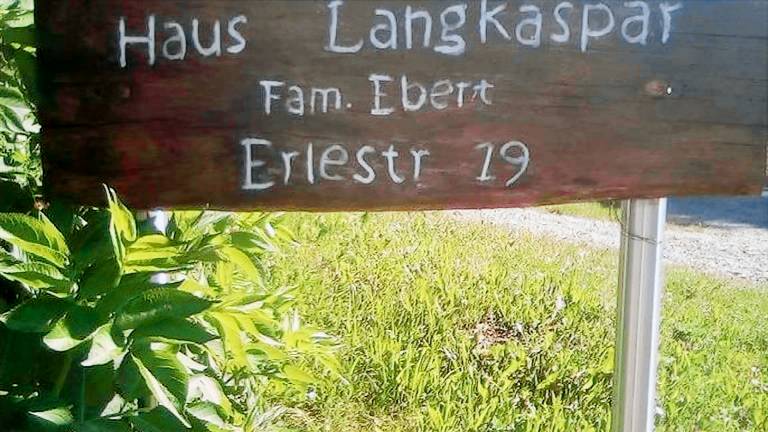 Haus Langkaspar
Fam. Ebert
Erlestr 19